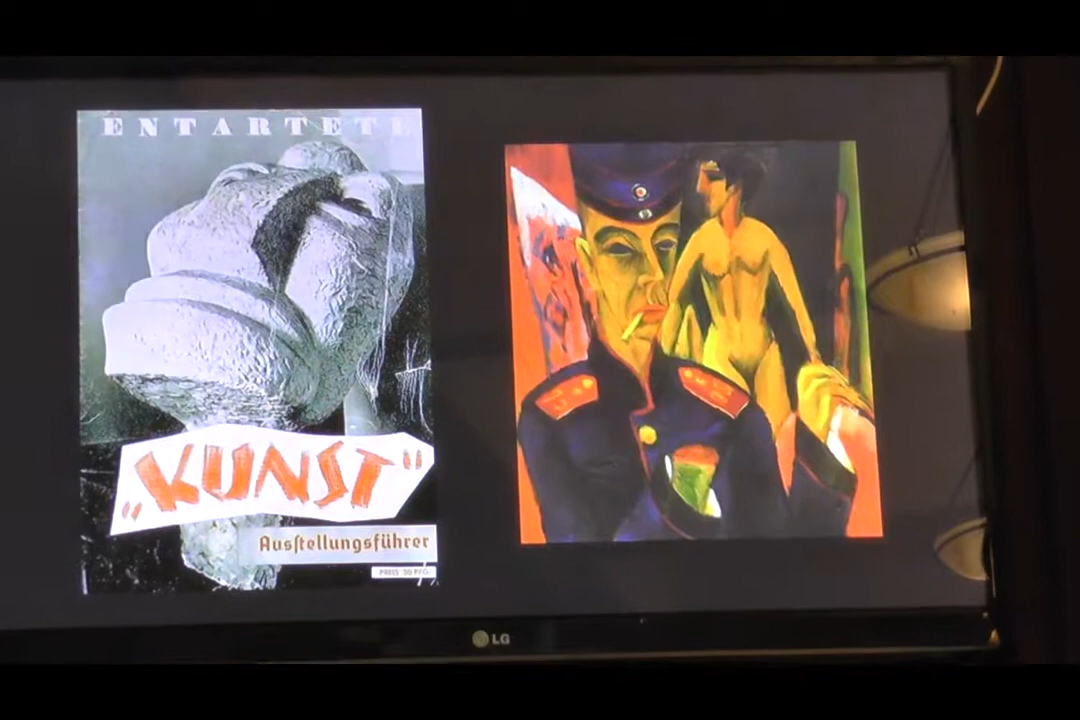 ENTARTETE
„KUNST"
Ausſtellungsführer
PREIS 30 PFG.
LG